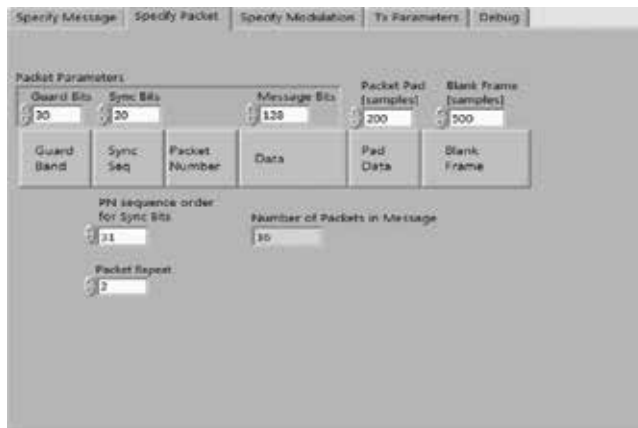 Specify Message Specify Packet Specify Modulation Tx Parameters Debug
Packet Parameters
Guard Bits Sync Bits Message Bits Packet Pad [samples] Blank Frame [samples]
30 20 128 200 500
Guard Band Sync Seq Packet Number Data Pad Data Blank Frame
PN sequence order for Sync Bits
31
Number of Packets in Message
Packet Repeat
2